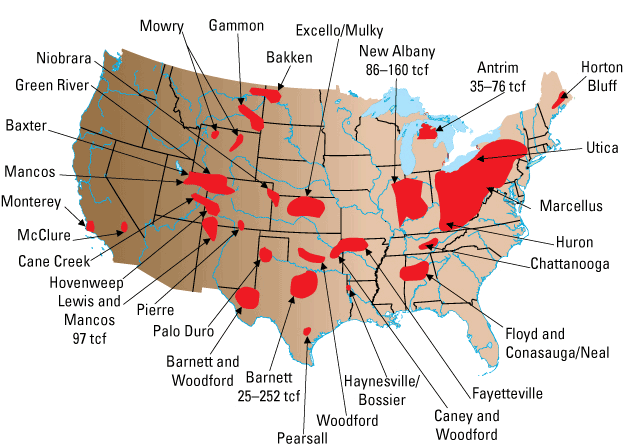 Mowry
Gammon
Excello/Mulky
Niobrara
Bakken
New Albany
86–160 tcf
Antrim
35–76 tcf
Horton
Bluff
Green River
Baxter
Utica
Mancos
Marcellus
Monterey
McClure
Huron
Cane Creek
Chattanooga
Hovenweep
Lewis and
Mancos
97 tcf
Pierre
Palo Duro
Floyd and
Conasauga/Neal
Barnett and
Woodford
Barnett
25–252 tcf
Haynesville/
Bossier
Fayetteville
Woodford
Caney and
Woodford
Pearsall